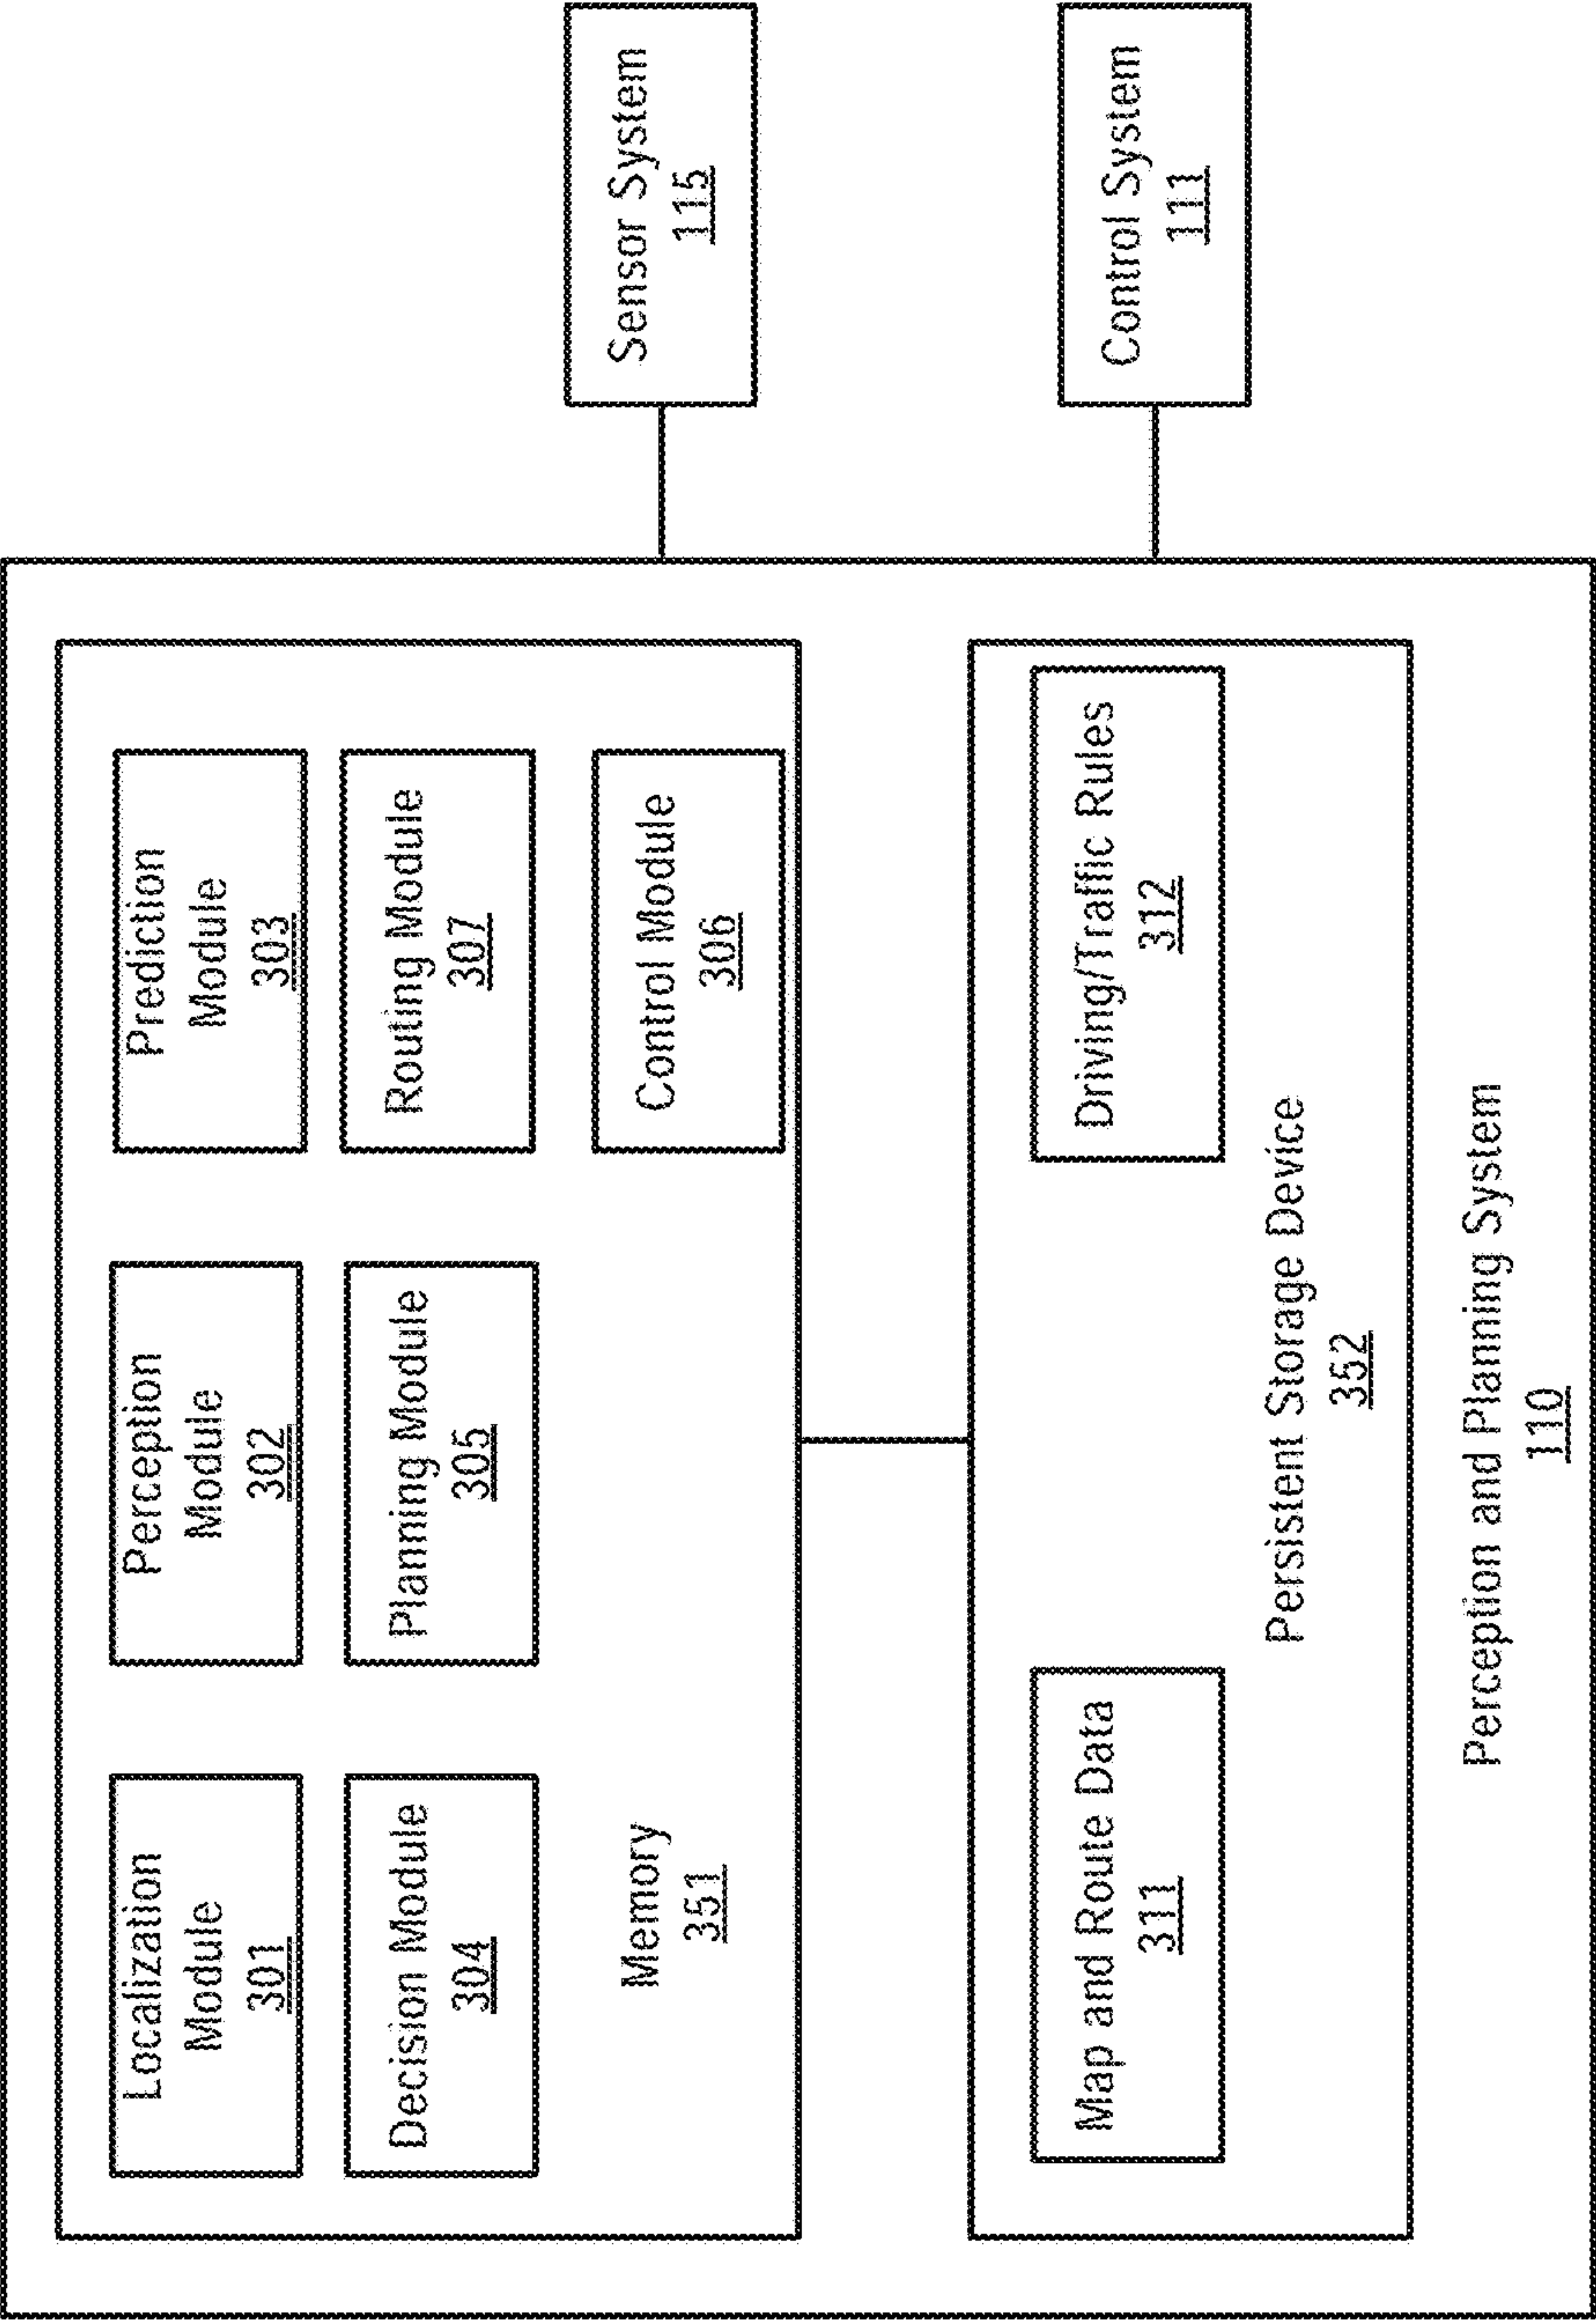 Localization
Module
301
Perception
Module
302
Prediction
Module
303
Decision Module
304
Planning Module
305
Routing Module
307
Memory
351
Control Module
306
Sensor System
115
Map and Route Data
311
Driving/Traffic Rules
312
Persistent Storage Device
352
Control System
111
Perception and Planning System
110